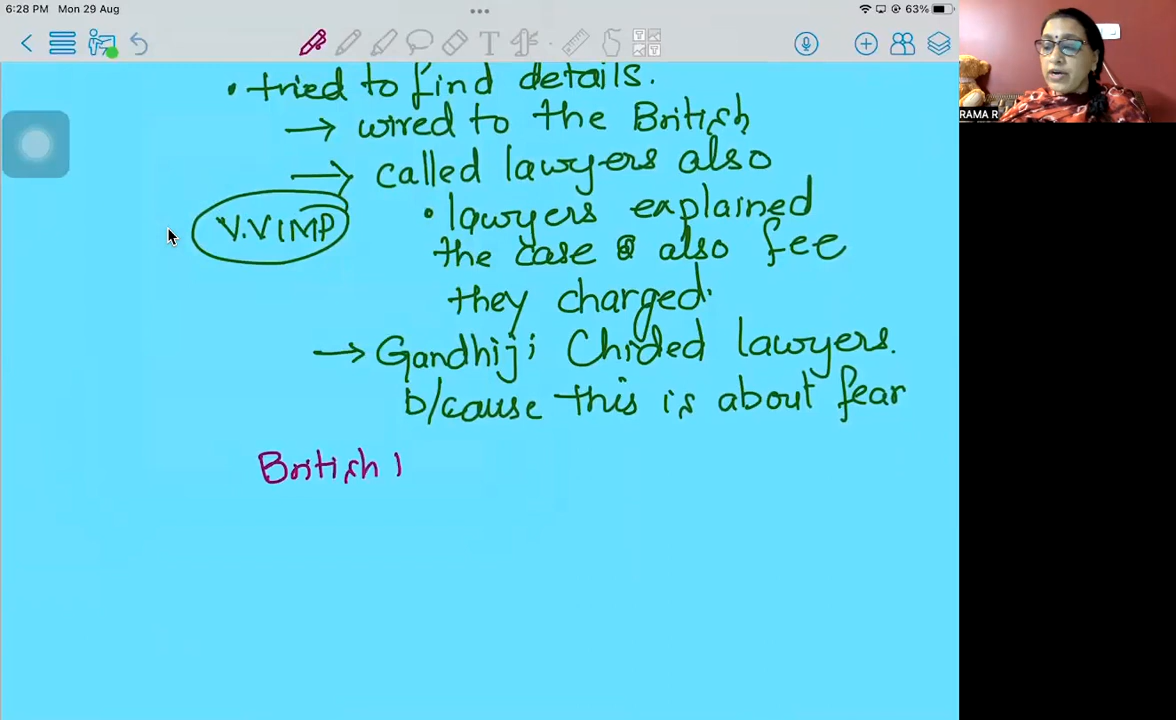 6:28 PM Mon 29 Aug
63%
T
RAMA R
• tried to find details.
→ wired to the British
→ called lawyers also
V.V IMP
• lawyers explained
the case & also fee
they charged.
→ Gandhiji Chided lawyers.
b/cause this is about fear
British